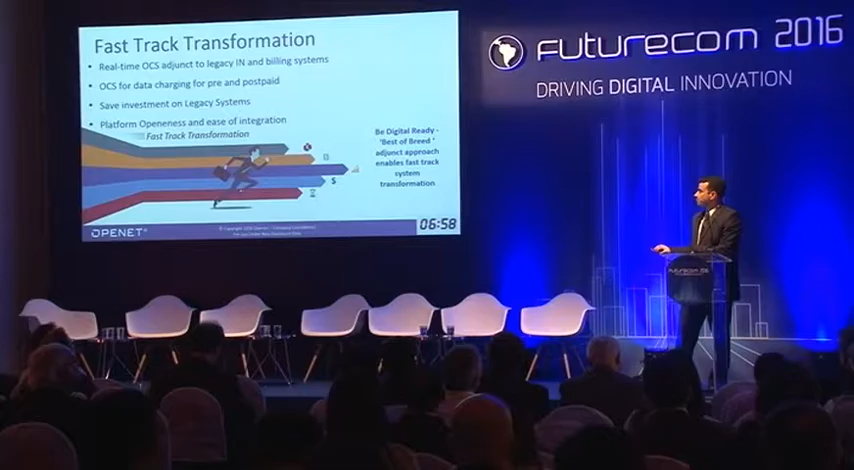 Fast Track Transformation
• Real-time OCS adjunct to legacy IN and billing systems
• OCS for data charging for pre and postpaid
• Save investment on Legacy Systems
• Platform Openeness and ease of integration
Fast Track Transformation
Be Digital Ready -
'Best of Breed'
adjunct approach
enables fast track
system
transformation
$
OPENET®
06:58
FUTURECOM 2016
DRIVING DIGITAL INNOVATION